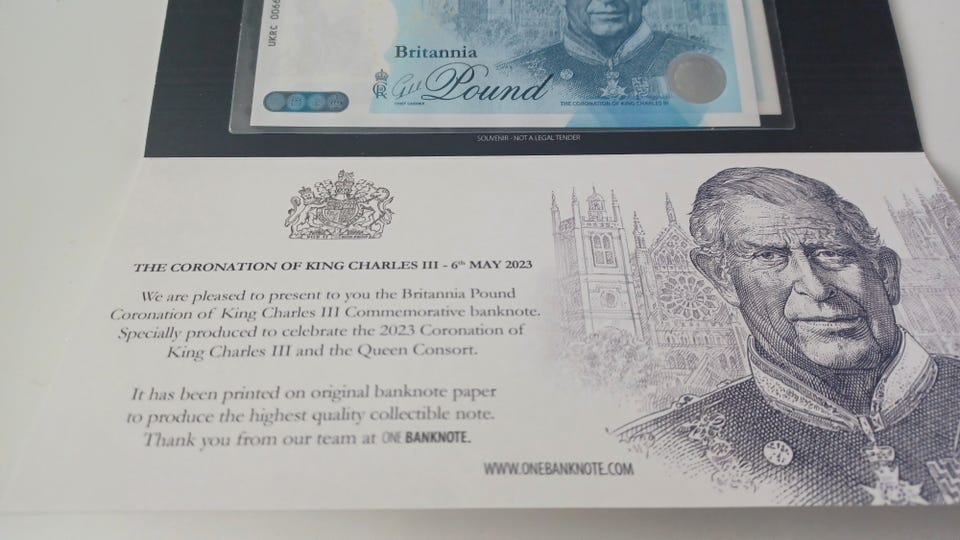 UKRC 0066
Britannia
Pound
CHIEF CASHIER
THE CORONATION OF KING CHARLES III
SOUVENIR - NOT A LEGAL TENDER
THE CORONATION OF KING CHARLES III - 6th MAY 2023
We are pleased to present to you the Britannia Pound
Coronation of King Charles III Commemorative banknote.
Specially produced to celebrate the 2023 Coronation of
King Charles III and the Queen Consort.
It has been printed on original banknote paper
to produce the highest quality collectible note.
Thank you from our team at ONE BANKNOTE.
WWW.ONEBANKNOTE.COM